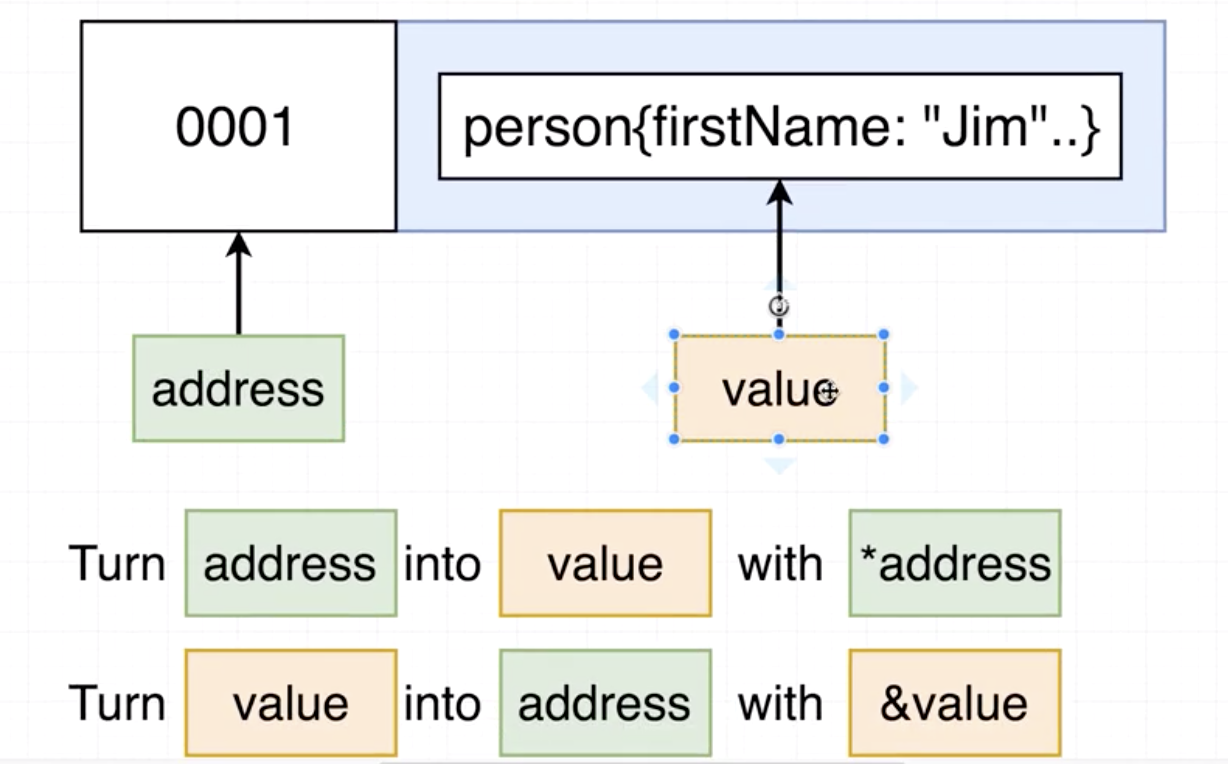 0001 person{firstName: "Jim"..}
address value
Turn address into value with *address
Turn value into address with &value